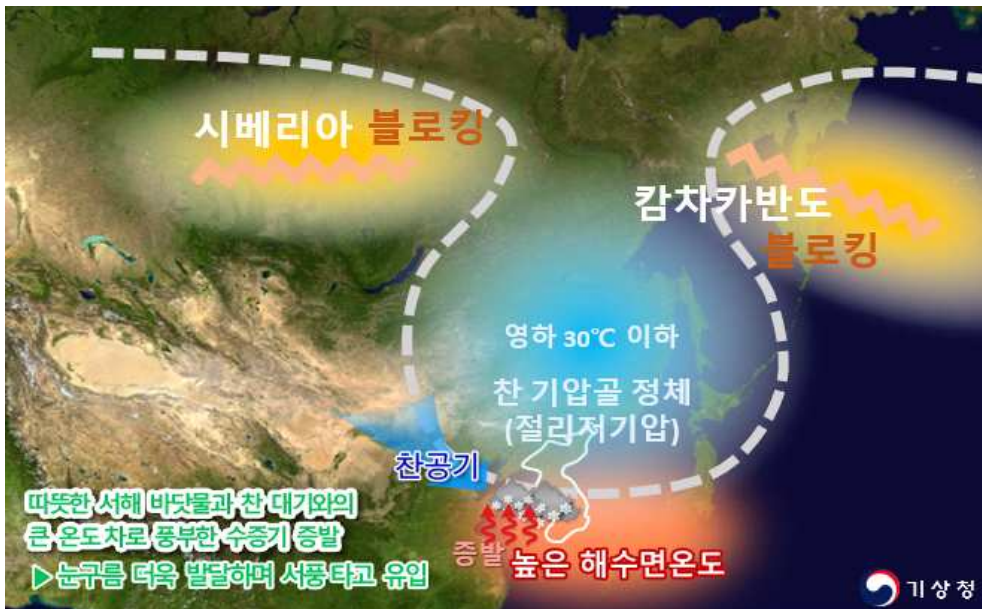 시베리아 블로킹
캄차카반도
블로킹
영하 30℃ 이하
찬 기압골 정체
(절리저기압)
찬공기
따뜻한 서해 바닷물과 찬 대기와의
큰 온도차로 풍부한 수증기 증발
▶ 눈구름 더욱 발달하며 서풍타고 유입
증발
높은 해수면온도
기상청